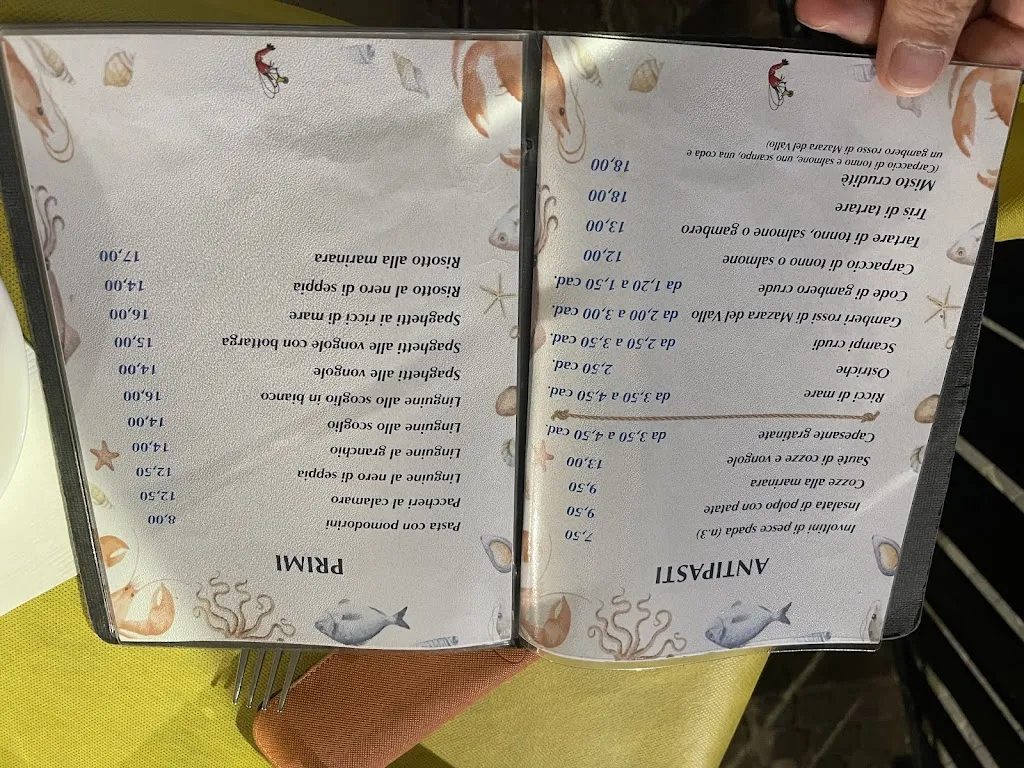 ANTIPASTI
Involtini di pesce spada (n.3) 7,50
Insalata di polpo con patate 9,50
Cozze alla marinara 9,50
Sautè di cozze e vongole 13,00
Capesante gratinate da 3,50 a 4,50 cad.
Ricci di mare da 3,50 a 4,50 cad.
Ostriche 2,50 cad.
Scampi crudi da 2,50 a 3,50 cad.
Gamberi rossi di Mazara del Vallo da 2,00 a 3,00 cad.
Code di gambero crude da 1,20 a 1,50 cad.
Carpaccio di tonno o salmone 12,00
Tartare di tonno, salmone o gambero 13,00
Tris di tartare 18,00
Misto cruditè 18,00
(Carpaccio di tonno e salmone, uno scampo, una coda e
un gambero rosso di Mazara del Vallo)
PRIMI
Pasta con pomodorini 8,00
Paccheri al calamaro 12,50
Linguine al nero di seppia 12,50
Linguine al granchio 14,00
Linguine allo scoglio 14,00
Linguine allo scoglio in bianco 16,00
Spaghetti alle vongole 14,00
Spaghetti alle vongole con bottarga 15,00
Spaghetti ai ricci di mare 16,00
Risotto al nero di seppia 14,00
Risotto alla marinara 17,00